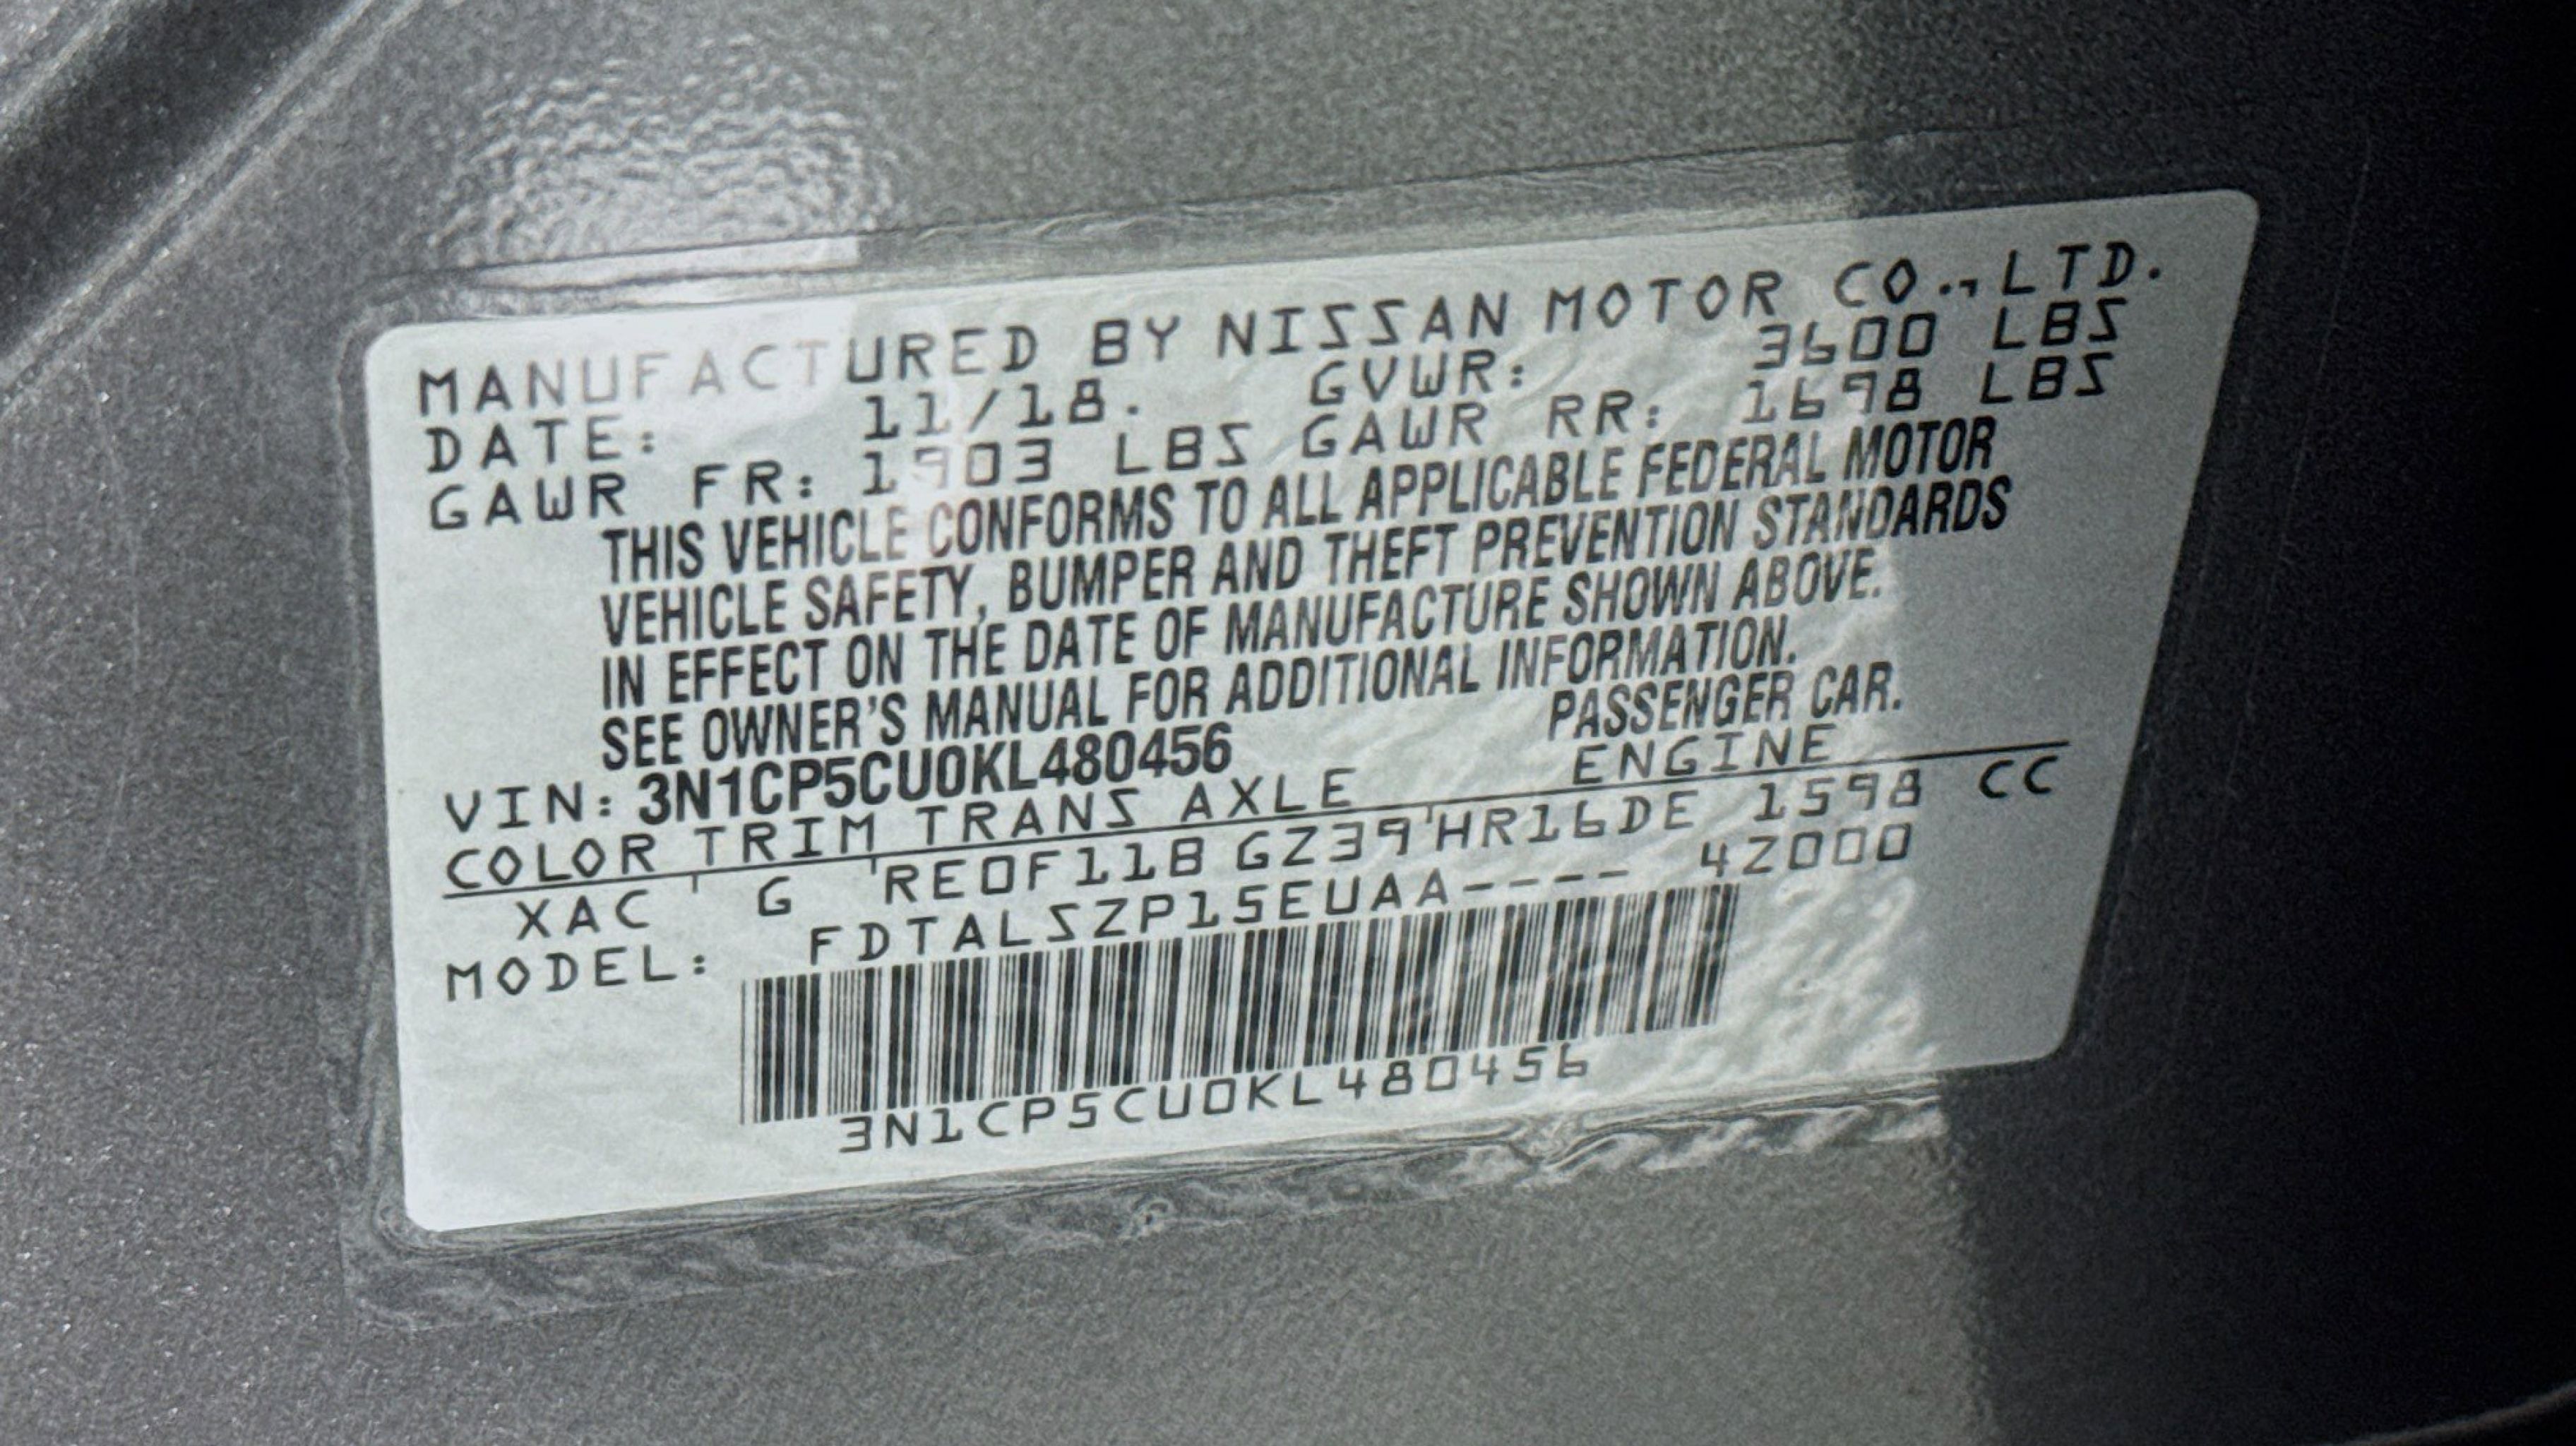 MANUFACTURED BY NISSAN MOTOR CO.,LTD.
DATE: 11/18. GVWR: 3600 LBS
GAWR FR: 1903 LBS GAWR RR: 1698 LBS
THIS VEHICLE CONFORMS TO ALL APPLICABLE FEDERAL MOTOR
VEHICLE SAFETY, BUMPER AND THEFT PREVENTION STANDARDS
IN EFFECT ON THE DATE OF MANUFACTURE SHOWN ABOVE.
SEE OWNER'S MANUAL FOR ADDITIONAL INFORMATION.
VIN: 3N1CP5CU0KL480456 PASSENGER CAR.
COLOR TRIM TRANS AXLE ENGINE
XAC G RE0F11B GZ39 HR16DE 1598 CC
MODEL: FDTALSZP15EUAA---- 4Z000
3N1CP5CU0KL480456